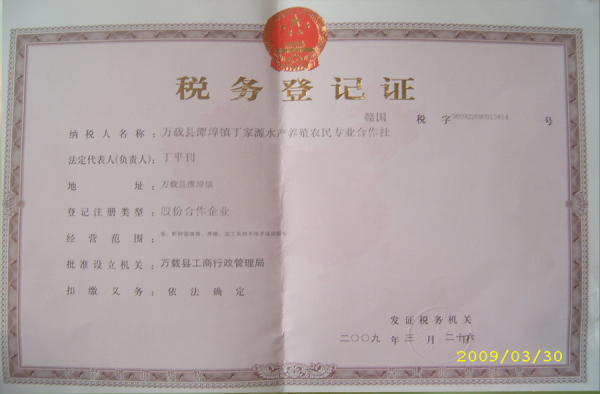 税务登记证
赣国 税 字 号
纳税人名称: 万载县潭埠镇丁家源水产养殖农民专业合作社
法定代表人(负责人): 丁平刊
地 址: 万载县潭埠镇
登记注册类型: 股份合作企业
经营范围:
批准设立机关: 万载县工商行政管理局
扣缴义务: 依法确定
发证税务机关
二〇〇九 年 三 月 二十六 日
2009/03/30